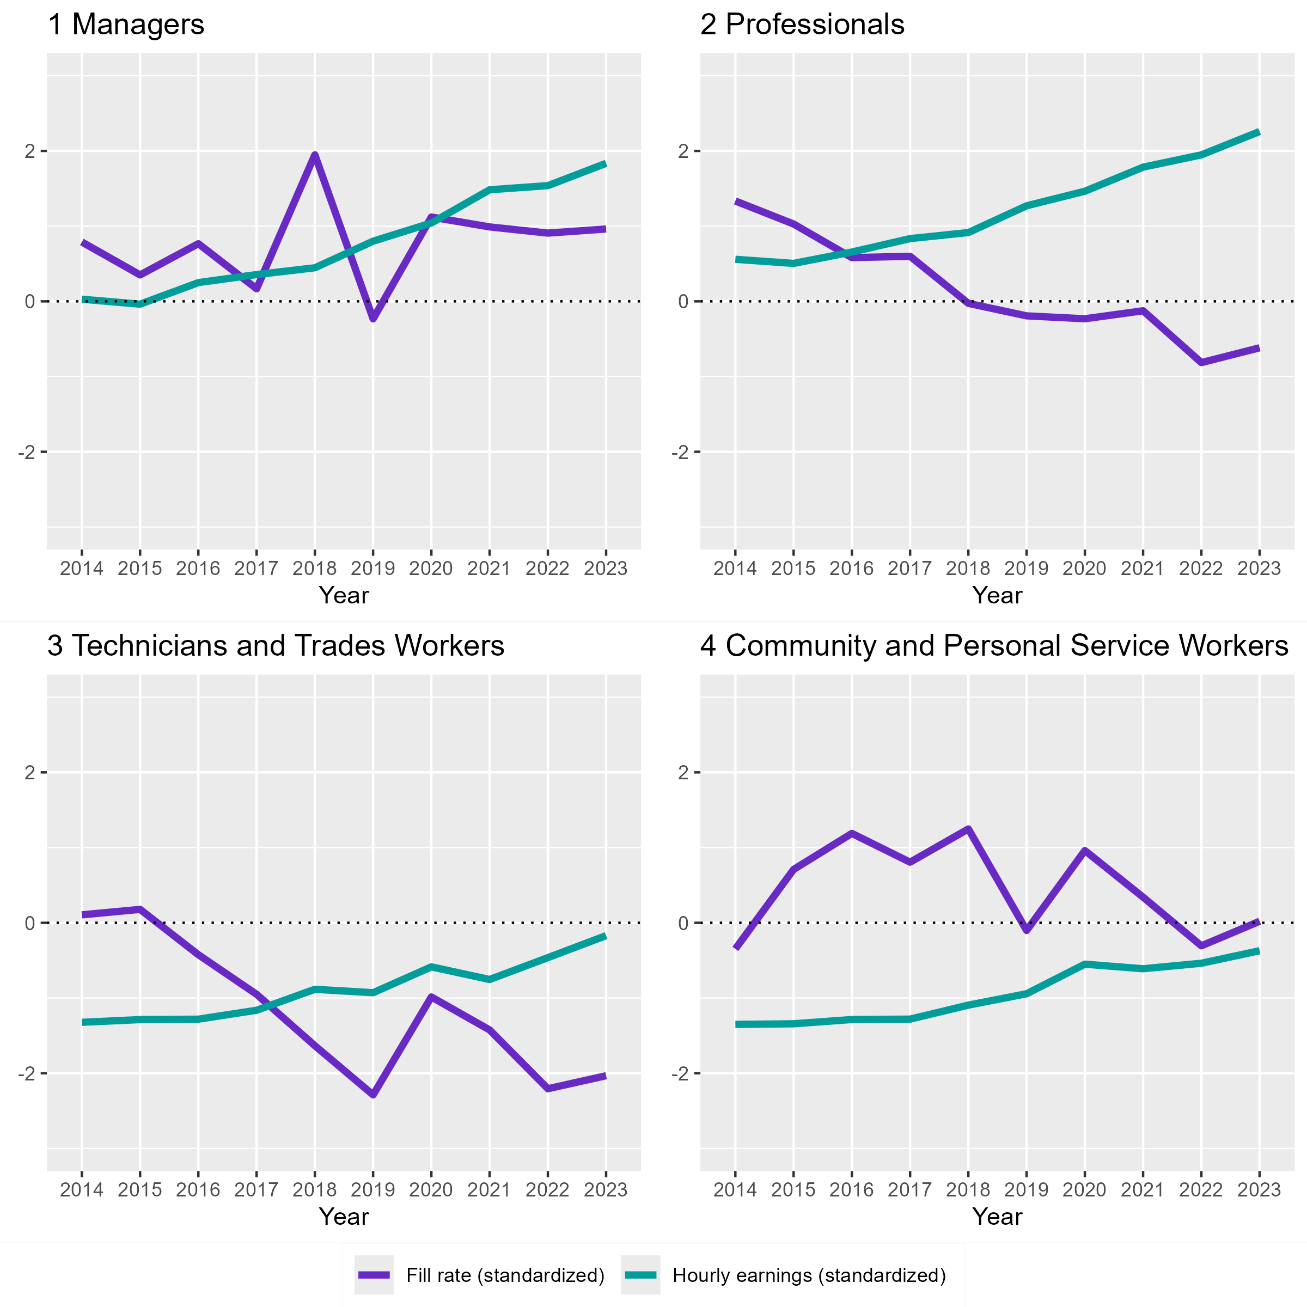 1 Managers
2
0
-2
2014 2015 2016 2017 2018 2019 2020 2021 2022 2023
Year
2 Professionals
2
0
-2
2014 2015 2016 2017 2018 2019 2020 2021 2022 2023
Year
3 Technicians and Trades Workers
2
0
-2
2014 2015 2016 2017 2018 2019 2020 2021 2022 2023
Year
4 Community and Personal Service Workers
2
0
-2
2014 2015 2016 2017 2018 2019 2020 2021 2022 2023
Year
Fill rate (standardized) Hourly earnings (standardized)